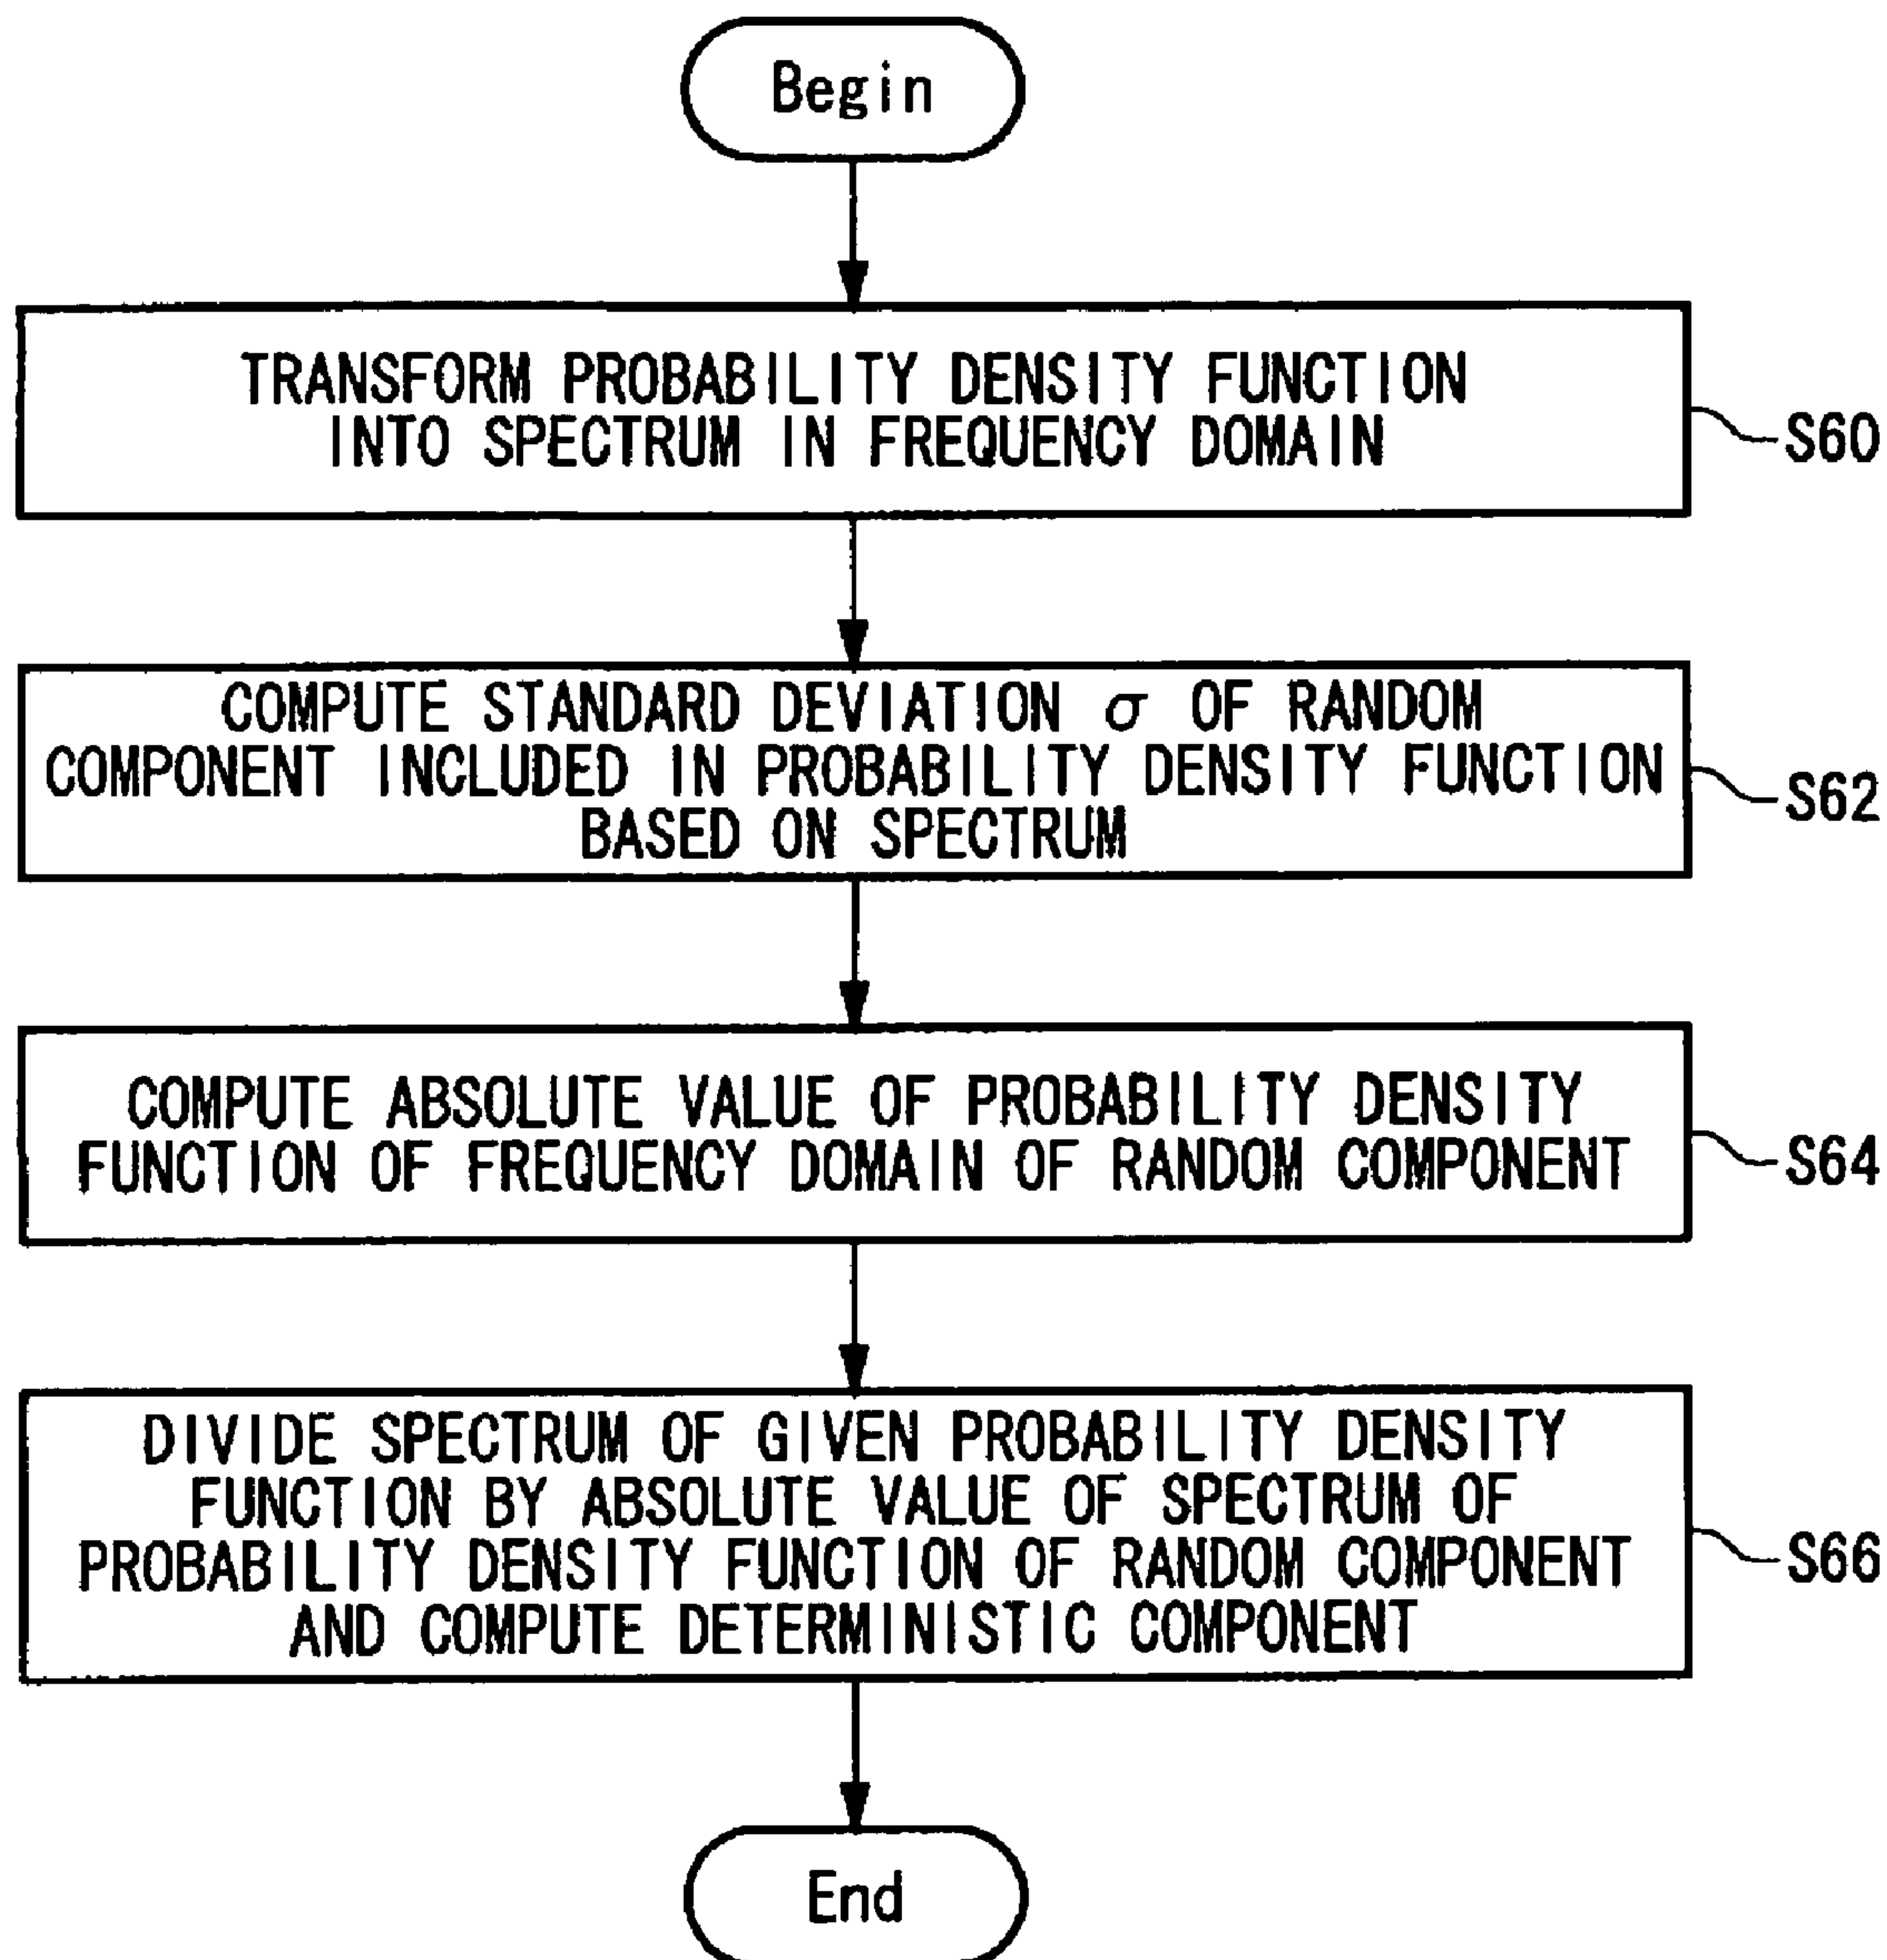 Begin
TRANSFORM PROBABILITY DENSITY FUNCTION
INTO SPECTRUM IN FREQUENCY DOMAIN
S60
COMPUTE STANDARD DEVIATION σ OF RANDOM
COMPONENT INCLUDED IN PROBABILITY DENSITY FUNCTION
BASED ON SPECTRUM
S62
COMPUTE ABSOLUTE VALUE OF PROBABILITY DENSITY
FUNCTION OF FREQUENCY DOMAIN OF RANDOM COMPONENT
S64
DIVIDE SPECTRUM OF GIVEN PROBABILITY DENSITY
FUNCTION BY ABSOLUTE VALUE OF SPECTRUM OF
PROBABILITY DENSITY FUNCTION OF RANDOM COMPONENT
AND COMPUTE DETERMINISTIC COMPONENT
S66
End